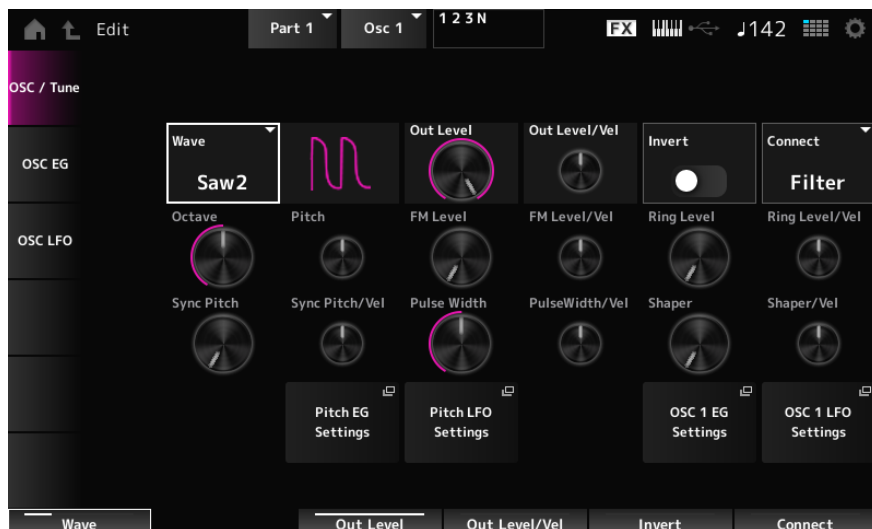 Edit
Part 1
Osc 1
1 2 3 N
FX
142
OSC / Tune
OSC EG
OSC LFO
Wave
Saw2
Out Level
Out Level/Vel
Invert
Connect
Filter
Octave
Pitch
FM Level
FM Level/Vel
Ring Level
Ring Level/Vel
Sync Pitch
Sync Pitch/Vel
Pulse Width
PulseWidth/Vel
Shaper
Shaper/Vel
Pitch EG
Settings
Pitch LFO
Settings
OSC 1 EG
Settings
OSC 1 LFO
Settings
Wave
Out Level
Out Level/Vel
Invert
Connect